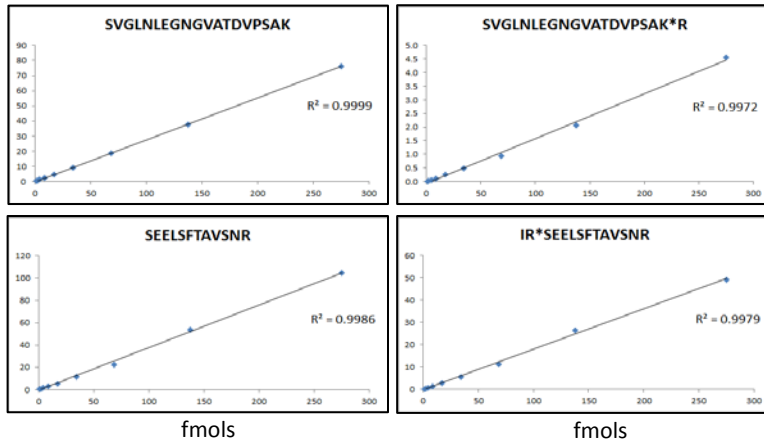 SVGLNLEGNGVATDVPSAK
90
80
70
60
50
40
30
20
10
0
R² = 0.9999
0 50 100 150 200 250 300
SVGLNLEGNGVATDVPSAK*R
5.0
4.5
4.0
3.5
3.0
2.5
2.0
1.5
1.0
0.5
0.0
R² = 0.9972
0 50 100 150 200 250 300
SEELSFTAVSNR
120
100
80
60
40
20
0
R² = 0.9986
0 50 100 150 200 250 300
fmols
IR*SEELSFTAVSNR
60
50
40
30
20
10
0
R² = 0.9979
0 50 100 150 200 250 300
fmols